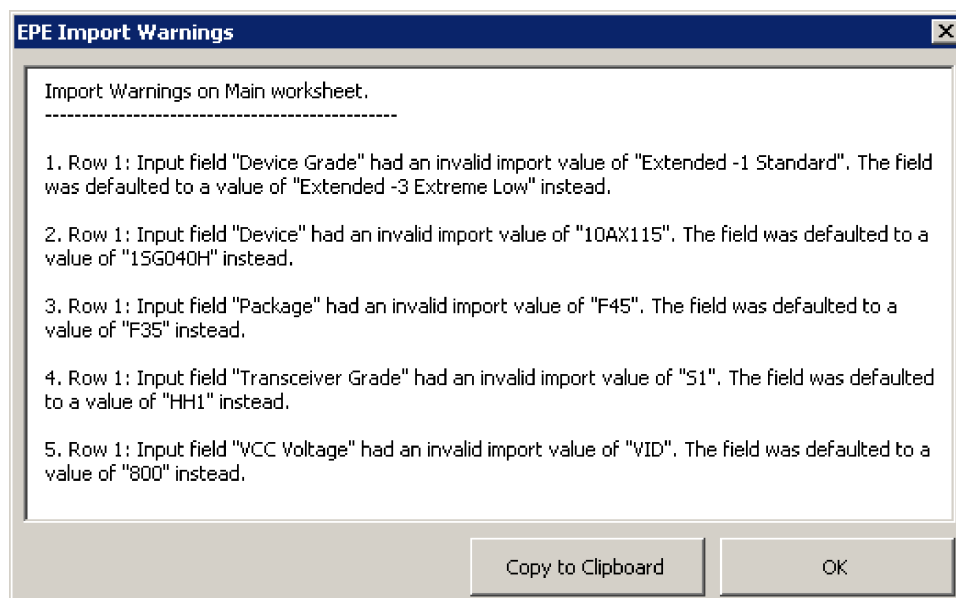 EPE Import Warnings
Import Warnings on Main worksheet.
------------------------------------------------
1. Row 1: Input field "Device Grade" had an invalid import value of "Extended -1 Standard". The field
was defaulted to a value of "Extended -3 Extreme Low" instead.
2. Row 1: Input field "Device" had an invalid import value of "10AX115". The field was defaulted to a
value of "1SG040H" instead.
3. Row 1: Input field "Package" had an invalid import value of "F45". The field was defaulted to a
value of "F35" instead.
4. Row 1: Input field "Transceiver Grade" had an invalid import value of "S1". The field was defaulted
to a value of "HH1" instead.
5. Row 1: Input field "VCC Voltage" had an invalid import value of "VID". The field was defaulted to a
value of "800" instead.
Copy to Clipboard
OK